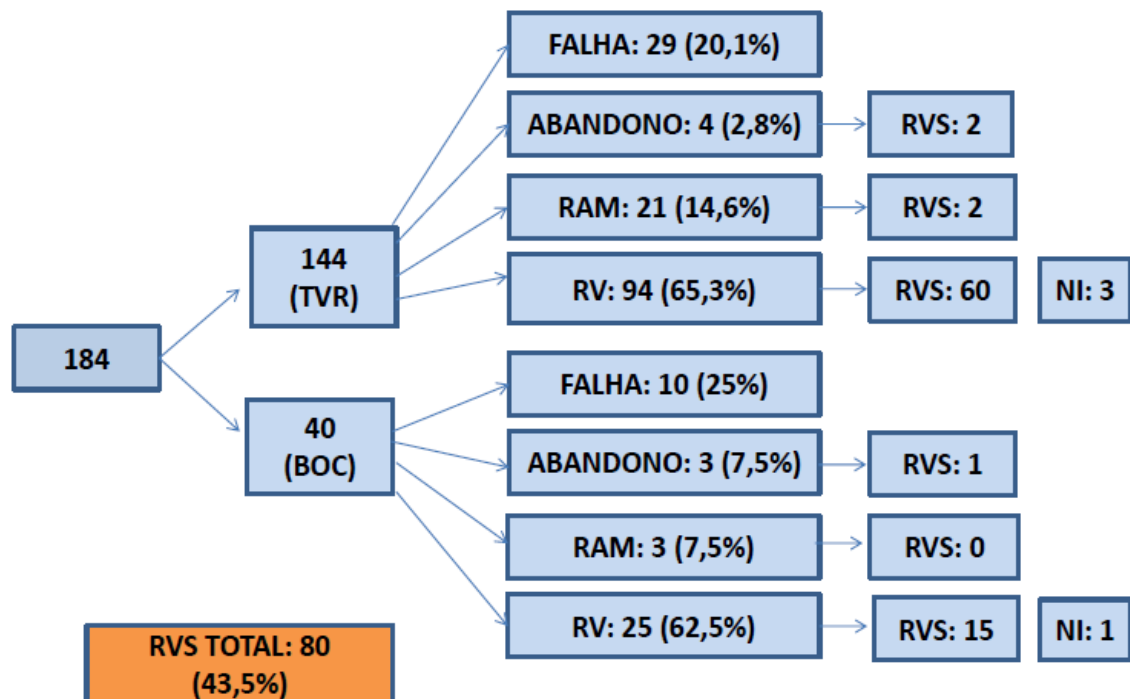 184
144
(TVR)
FALHA: 29 (20,1%)
ABANDONO: 4 (2,8%)
RVS: 2
RAM: 21 (14,6%)
RVS: 2
RV: 94 (65,3%)
RVS: 60
NI: 3
40
(BOC)
FALHA: 10 (25%)
ABANDONO: 3 (7,5%)
RVS: 1
RAM: 3 (7,5%)
RVS: 0
RV: 25 (62,5%)
RVS: 15
NI: 1
RVS TOTAL: 80
(43,5%)